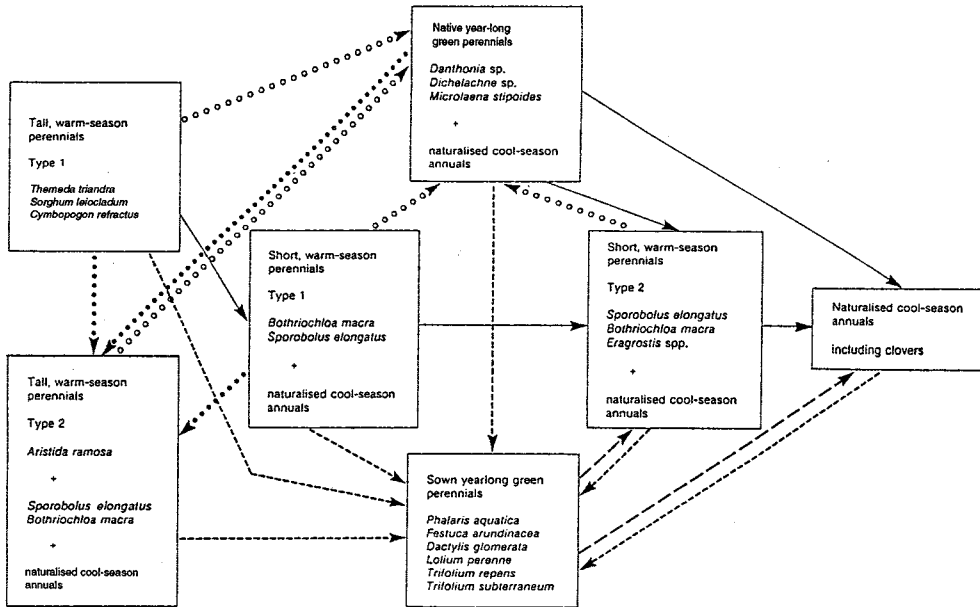 Native year-long
green perennials
Danthonia sp.
Dichelachne sp.
Microlaena stipoides
+
naturalised cool-season
annuals
Tall, warm-season
perennials
Type 1
Themeda triandra
Sorghum leiocladum
Cymbopogon refractus
Short, warm-season
perennials
Type 1
Bothriochloa macra
Sporobolus elongatus
+
naturalised cool-season
annuals
Short, warm-season
perennials
Type 2
Sporobolus elongatus
Bothriochloa macra
Eragrostis spp.
+
naturalised cool-season
annuals
Naturalised cool-season
annuals
including clovers
Tall, warm-season
perennials
Type 2
Aristida ramosa
+
Sporobolus elongatus
Bothriochloa macra
+
naturalised cool-season
annuals
Sown yearlong green
perennials
Phalaris aquatica
Festuca arundinacea
Dactylis glomerata
Lolium perenne
Trifolium repens
Trifolium subterraneum